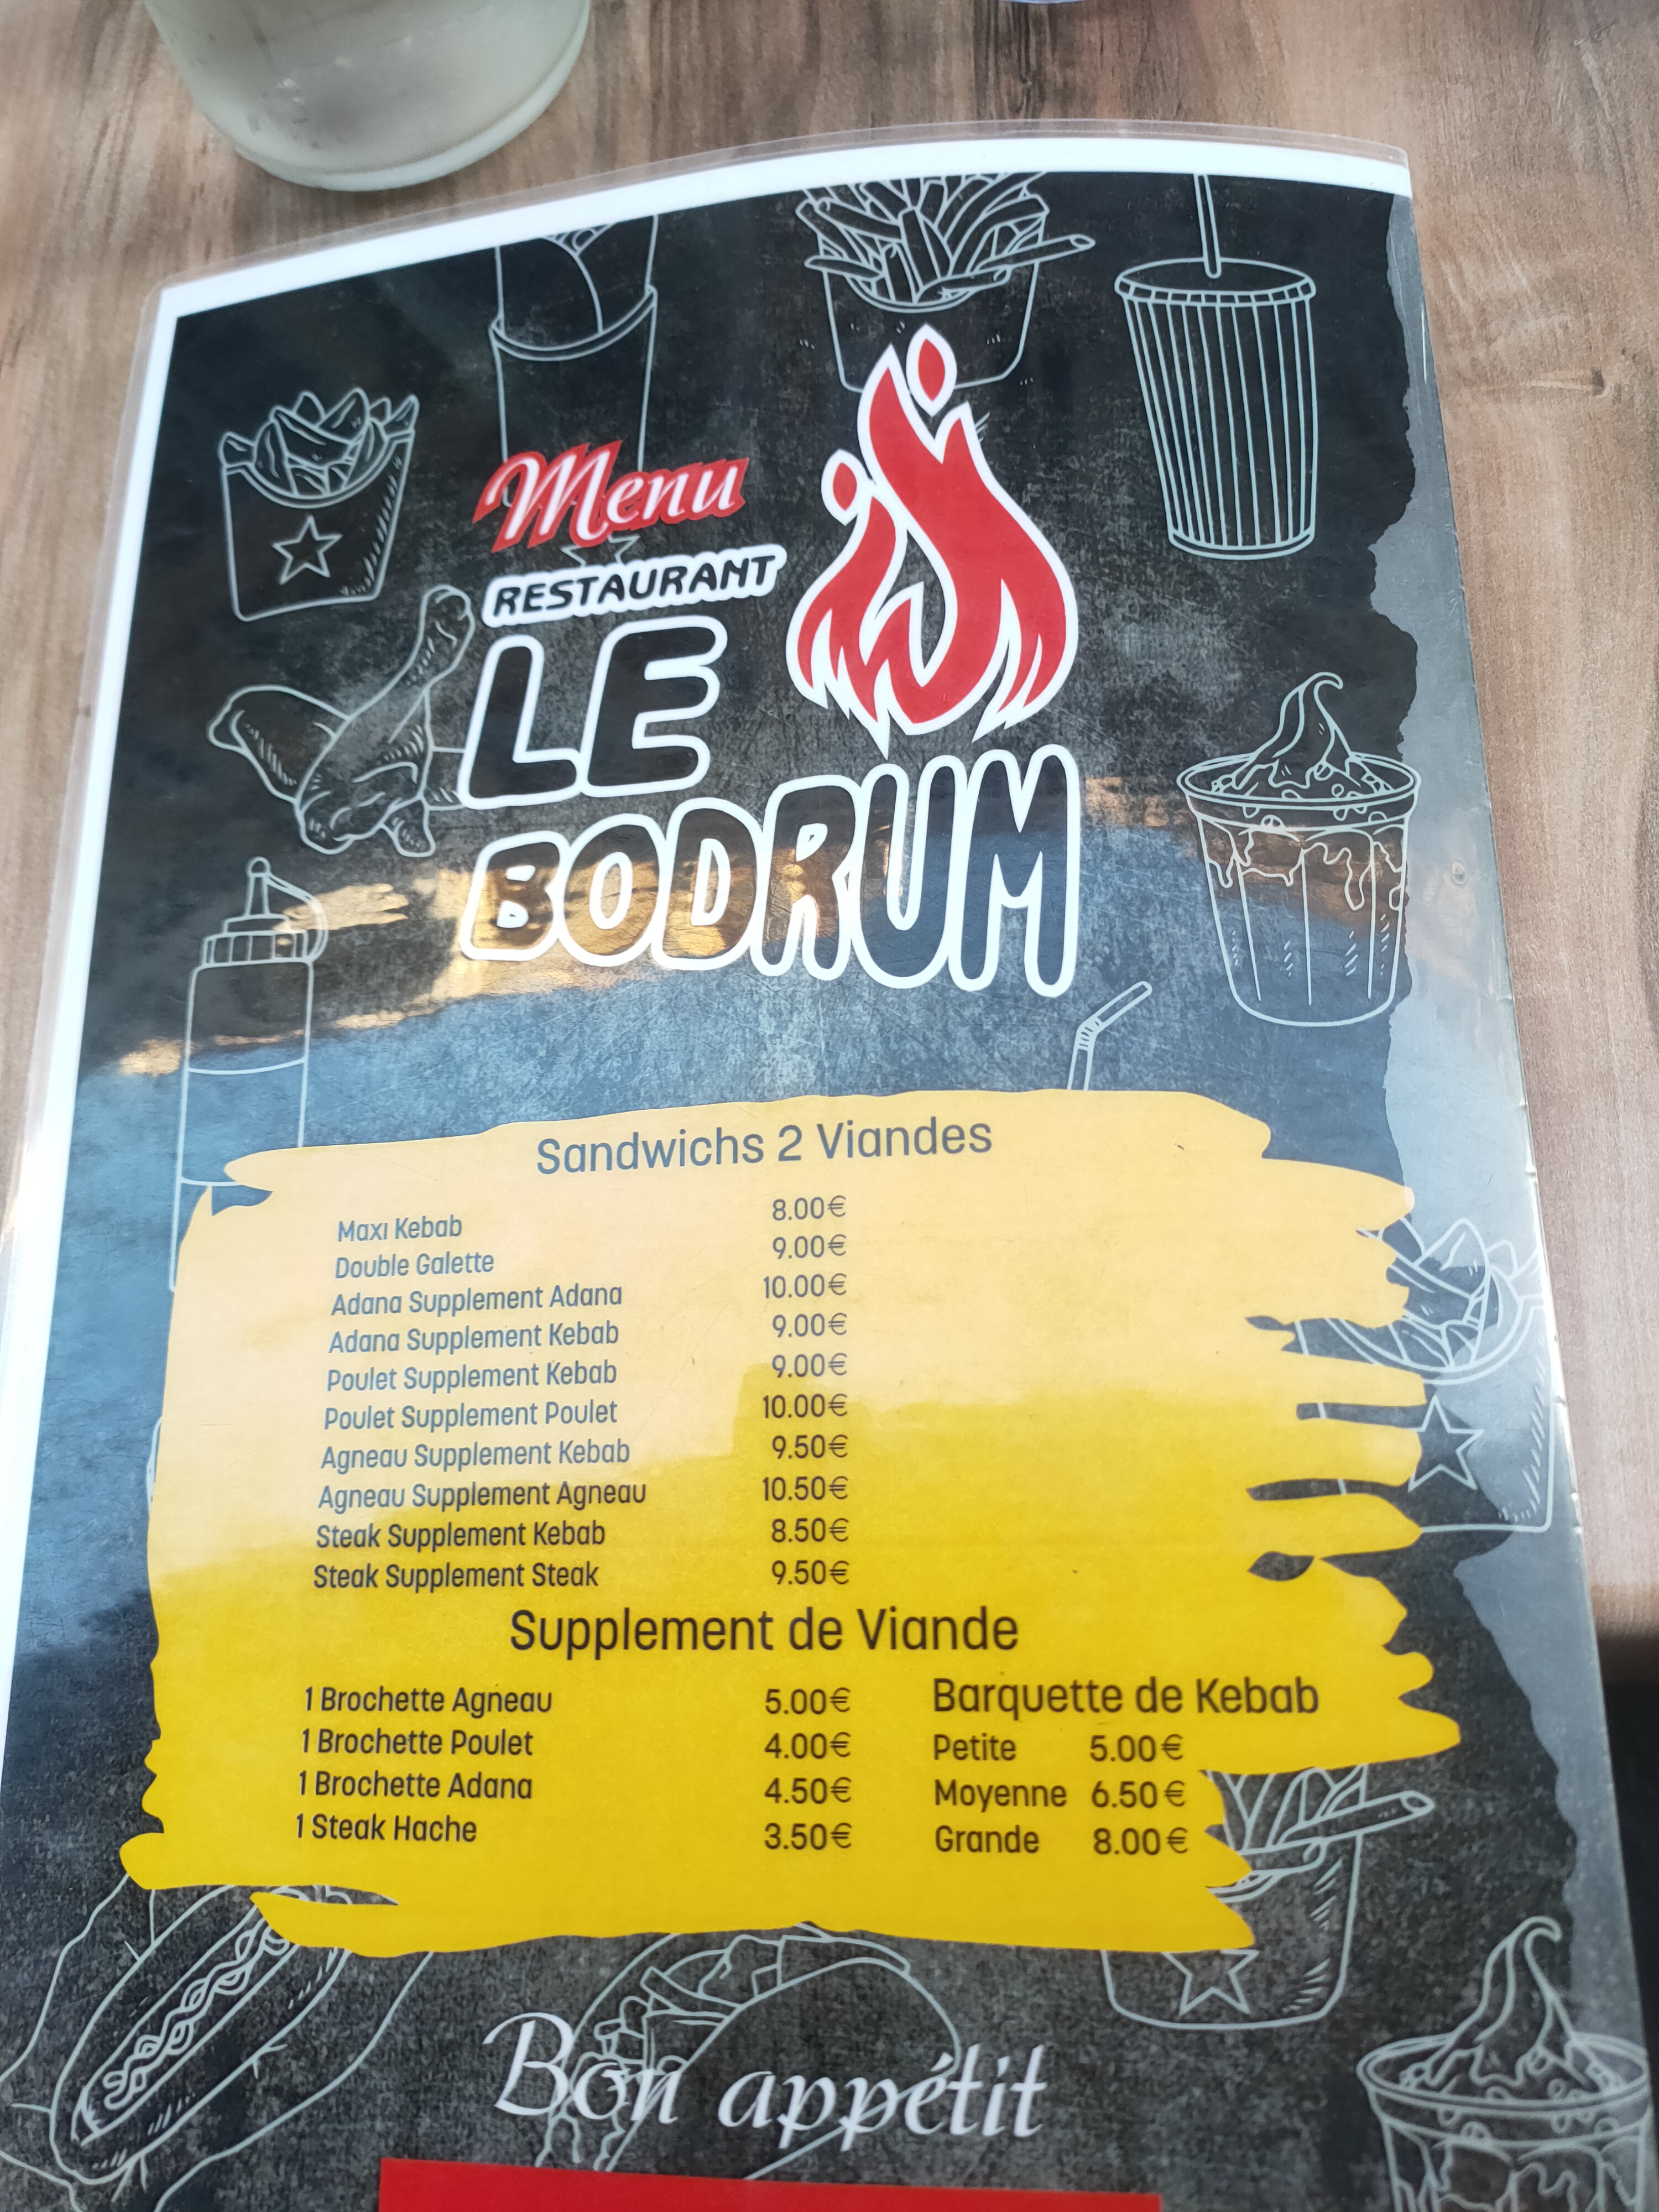 Menu
RESTAURANT
LE
BODRUM
Sandwichs 2 Viandes
Maxi Kebab 8.00€
Double Galette 9.00€
Adana Supplement Adana 10.00€
Adana Supplement Kebab 9.00€
Poulet Supplement Kebab 9.00€
Poulet Supplement Poulet 10.00€
Agneau Supplement Kebab 9.50€
Agneau Supplement Agneau 10.50€
Steak Supplement Kebab 8.50€
Steak Supplement Steak 9.50€
Supplement de Viande
1 Brochette Agneau 5.00€
1 Brochette Poulet 4.00€
1 Brochette Adana 4.50€
1 Steak Hache 3.50€
Barquette de Kebab
Petite 5.00€
Moyenne 6.50€
Grande 8.00€
Bon appétit